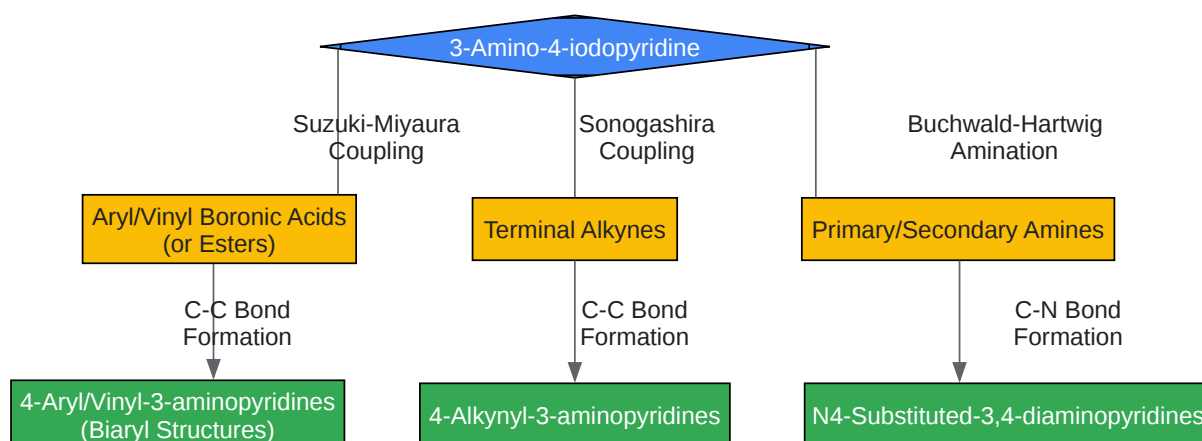 3-Amino-4-iodopyridine
Suzuki-Miyaura
Coupling
Sonogashira
Coupling
Buchwald-Hartwig
Amination
Aryl/Vinyl Boronic Acids
(or Esters)
Terminal Alkynes
Primary/Secondary Amines
C-C Bond
Formation
C-C Bond
Formation
C-N Bond
Formation
4-Aryl/Vinyl-3-aminopyridines
(Biaryl Structures)
4-Alkynyl-3-aminopyridines
N4-Substituted-3,4-diaminopyridines